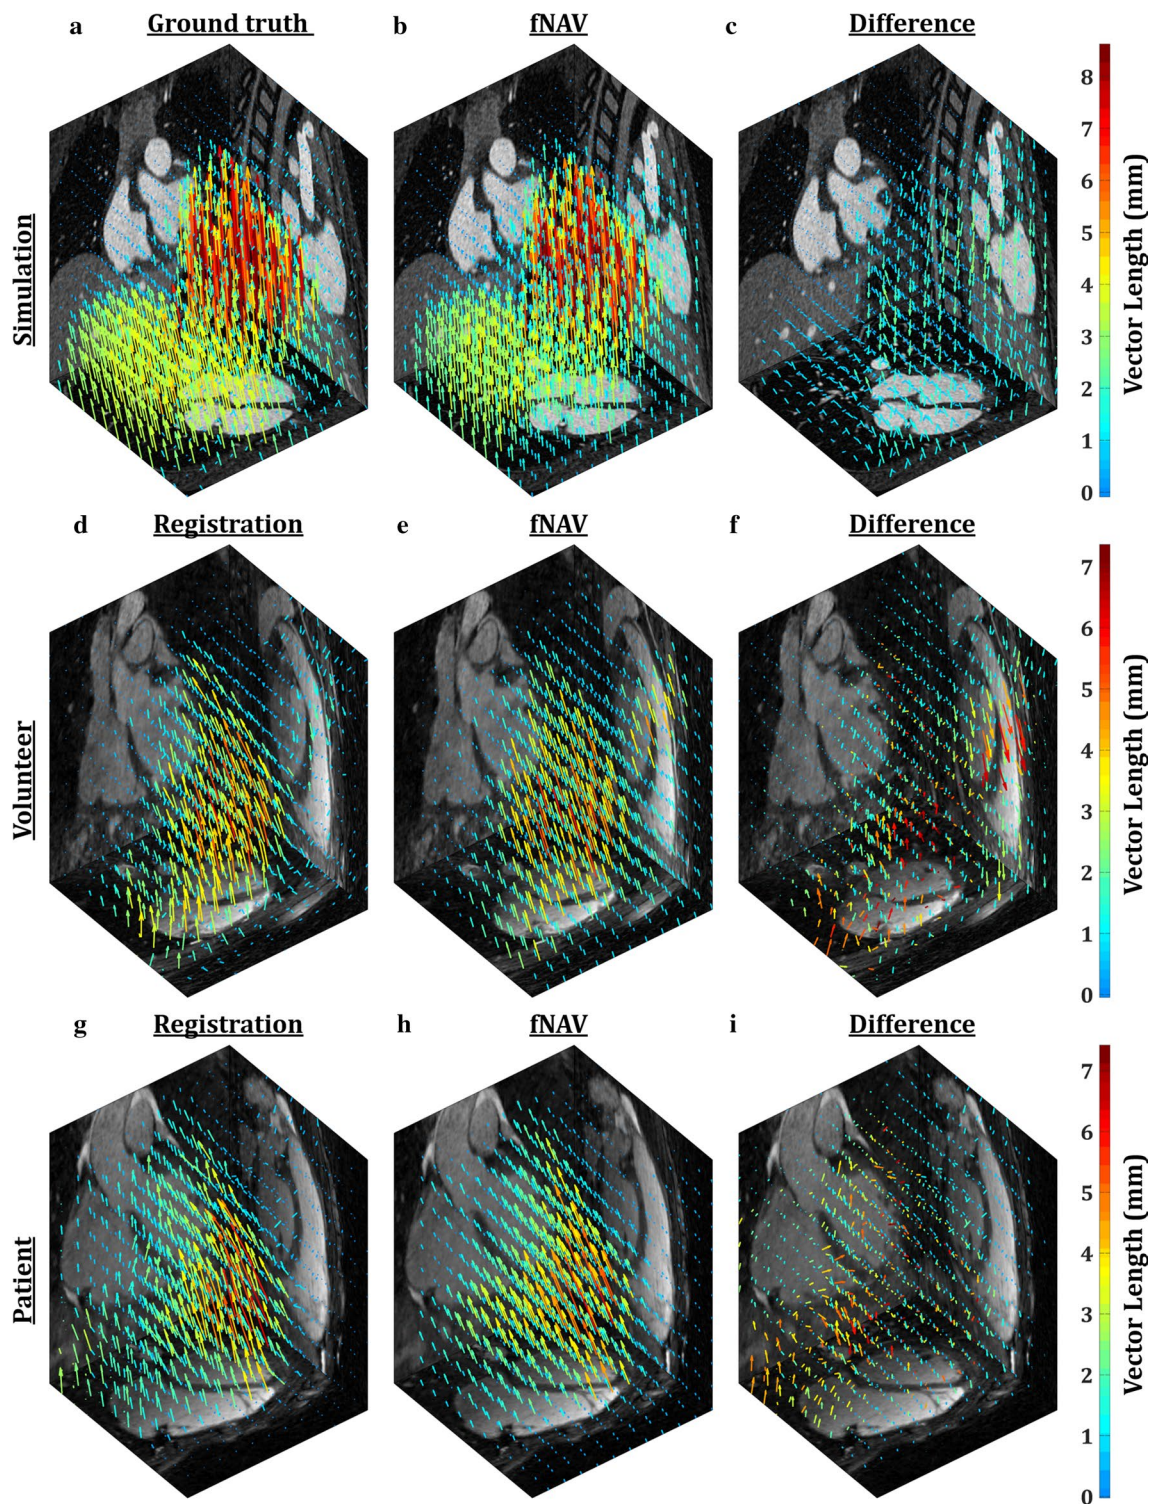 a Ground truth b fNAV c Difference
Simulation
8
7
6
5
4
3
2
1
0
Vector Length (mm)
d Registration e fNAV f Difference
Volunteer
7
6
5
4
3
2
1
0
Vector Length (mm)
g Registration h fNAV i Difference
Patient
7
6
5
4
3
2
1
0
Vector Length (mm)